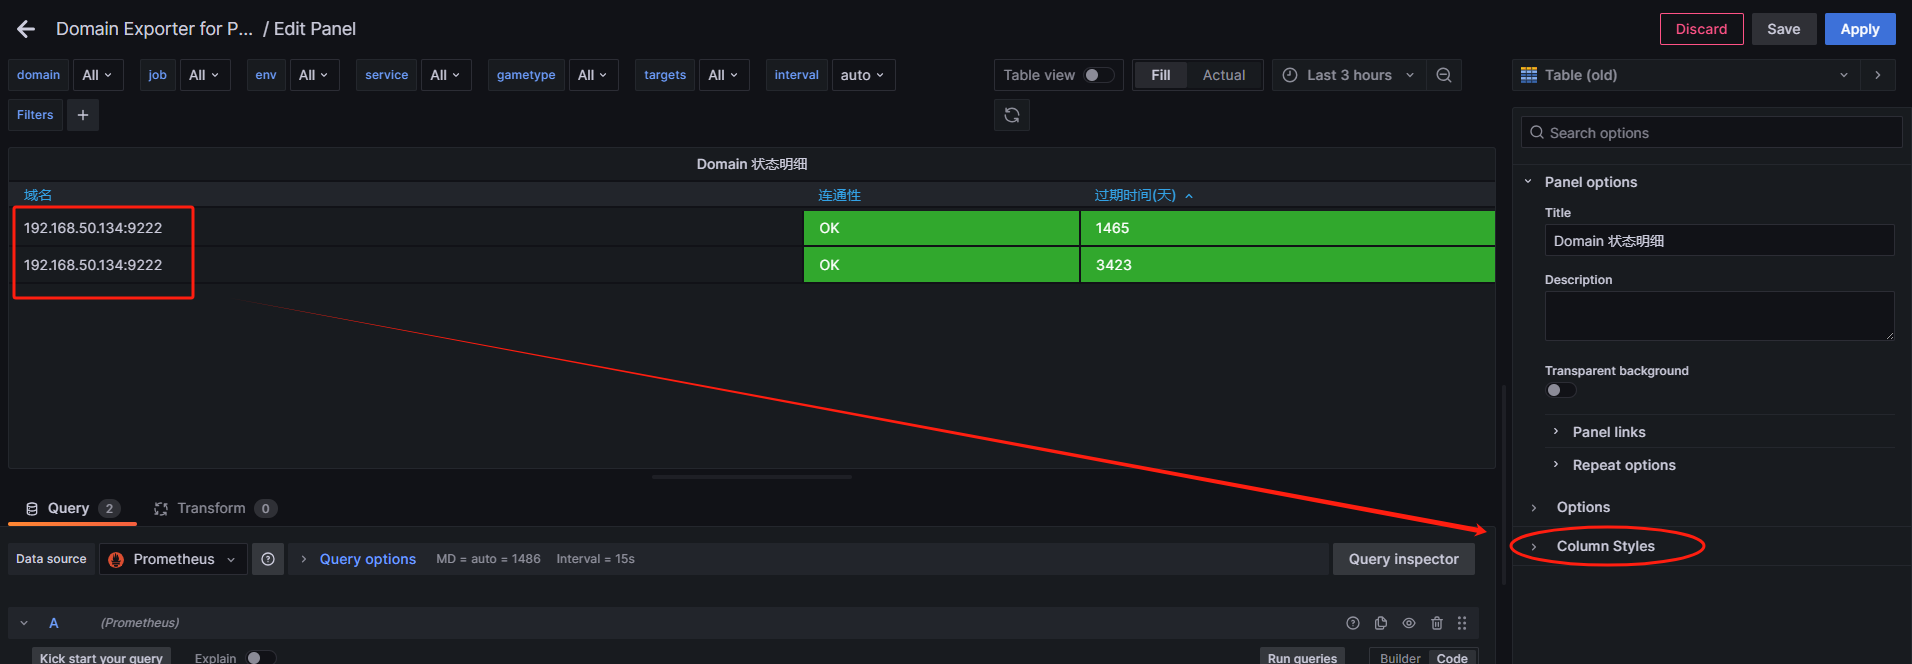 Domain Exporter for P... / Edit Panel
Discard
Save
Apply
domain
All
job
All
env
All
service
All
gametype
All
targets
All
interval
auto
Table view
Fill
Actual
Last 3 hours
Table (old)
Filters
+
Search options
Domain 状态明细
域名
连通性
过期时间(天)
192.168.50.134:9222
OK
1465
192.168.50.134:9222
OK
3423
Panel options
Title
Domain 状态明细
Description
Transparent background
Panel links
Repeat options
Options
Column Styles
Query
2
Transform
0
Data source
Prometheus
Query options
MD = auto = 1486
Interval = 15s
Query inspector
A
(Prometheus)
Kick start your query
Explain
Run queries
Builder
Code